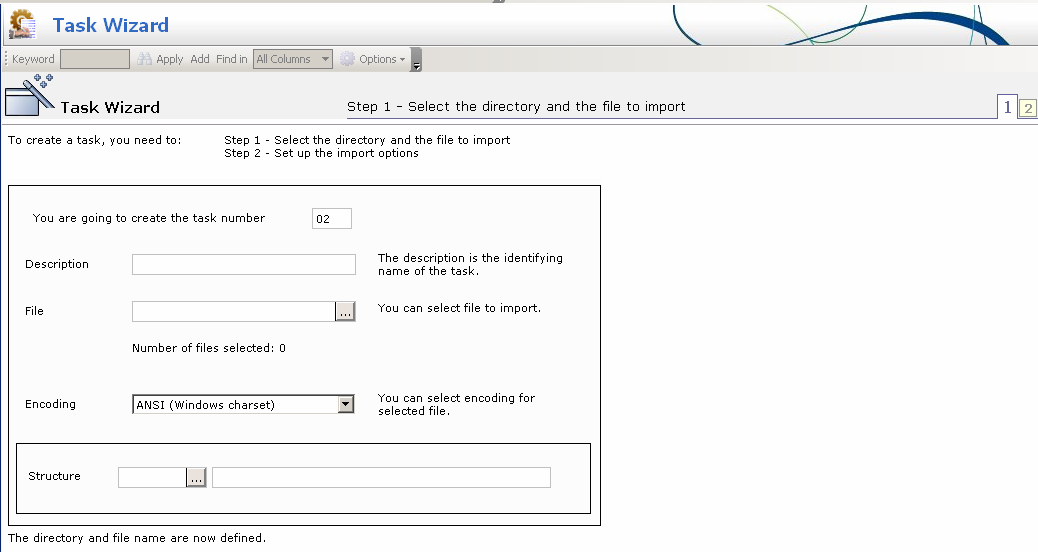 Task Wizard
Keyword Apply Add Find in All Columns Options
Task Wizard Step 1 - Select the directory and the file to import 1 2
To create a task, you need to: Step 1 - Select the directory and the file to import
Step 2 - Set up the import options
You are going to create the task number 02
Description The description is the identifying
name of the task.
File ... You can select file to import.
Number of files selected: 0
Encoding ANSI (Windows charset) You can select encoding for
selected file.
Structure ...
The directory and file name are now defined.